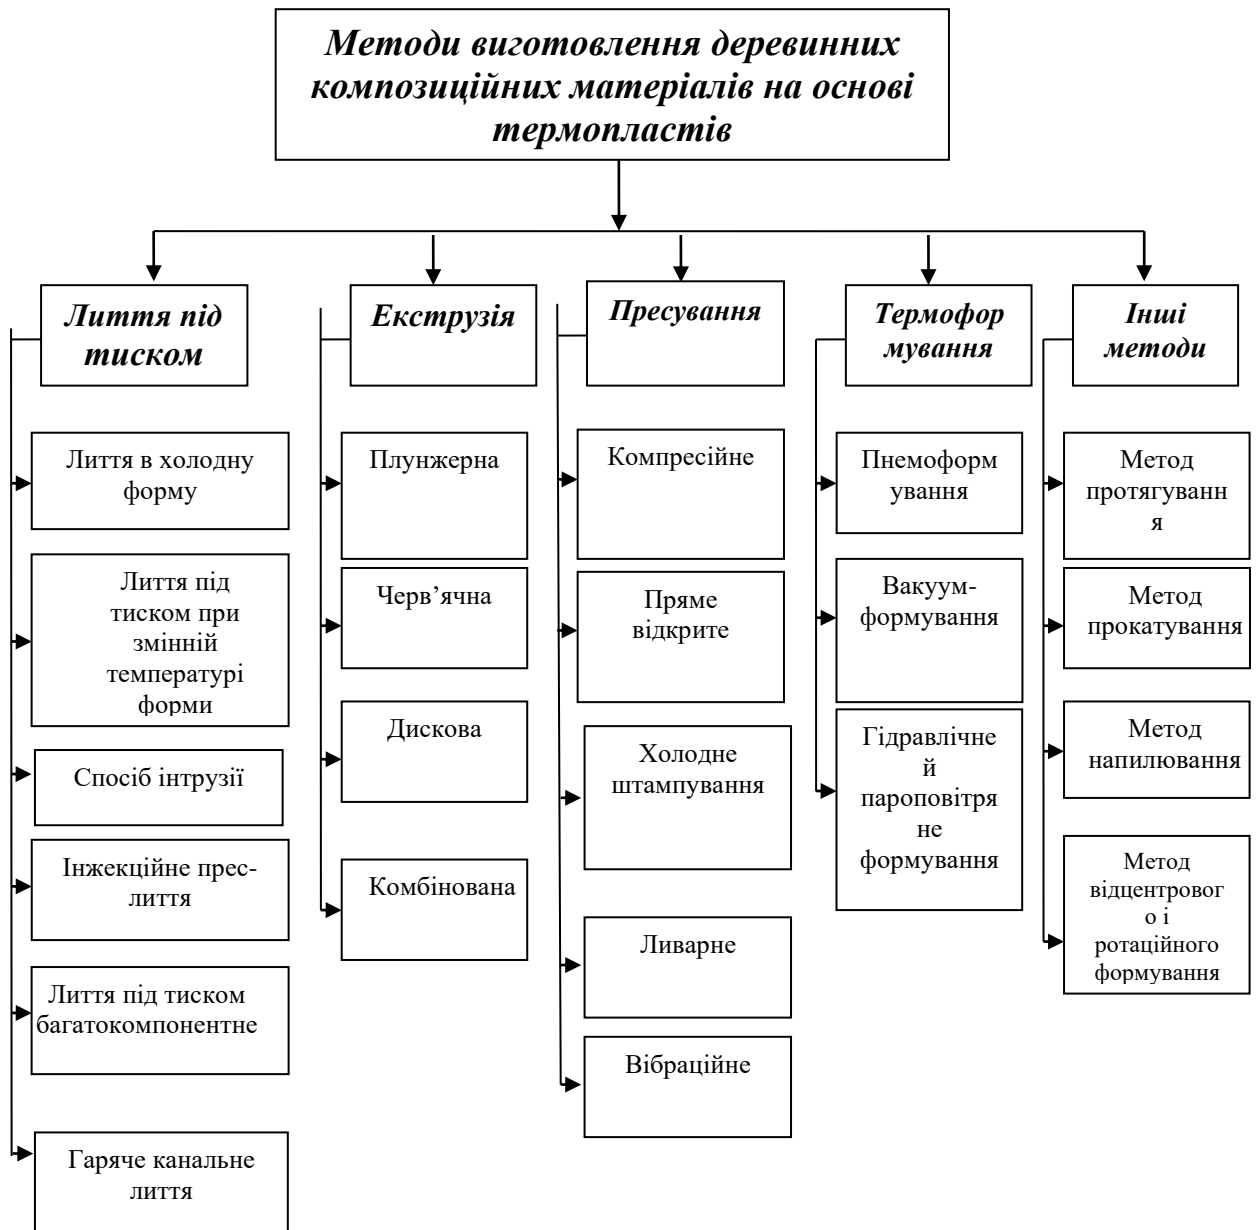 Методи виготовлення деревинних
композиційних матеріалів на основі
термопластів
Лиття під
тиском
Лиття в холодну
форму
Лиття під
тиском при
змінній
температурі
форми
Спосіб інтрузії
Інжекційне прес-
лиття
Лиття під тиском
багатокомпонентне
Гаряче канальне
лиття
Екструзія
Плунжерна
Черв’ячна
Дискова
Комбінована
Пресування
Компресійне
Пряме
відкрите
Холодне
штампування
Ливарне
Вібраційне
Термофор
мування
Пнемоформ
ування
Вакуум-
формування
Гідравлічне
й
пароповітря
не
формування
Інші
методи
Метод
протягуванн
я
Метод
прокатування
Метод
напилювання
Метод
відцентровог
о і
ротаційного
формування